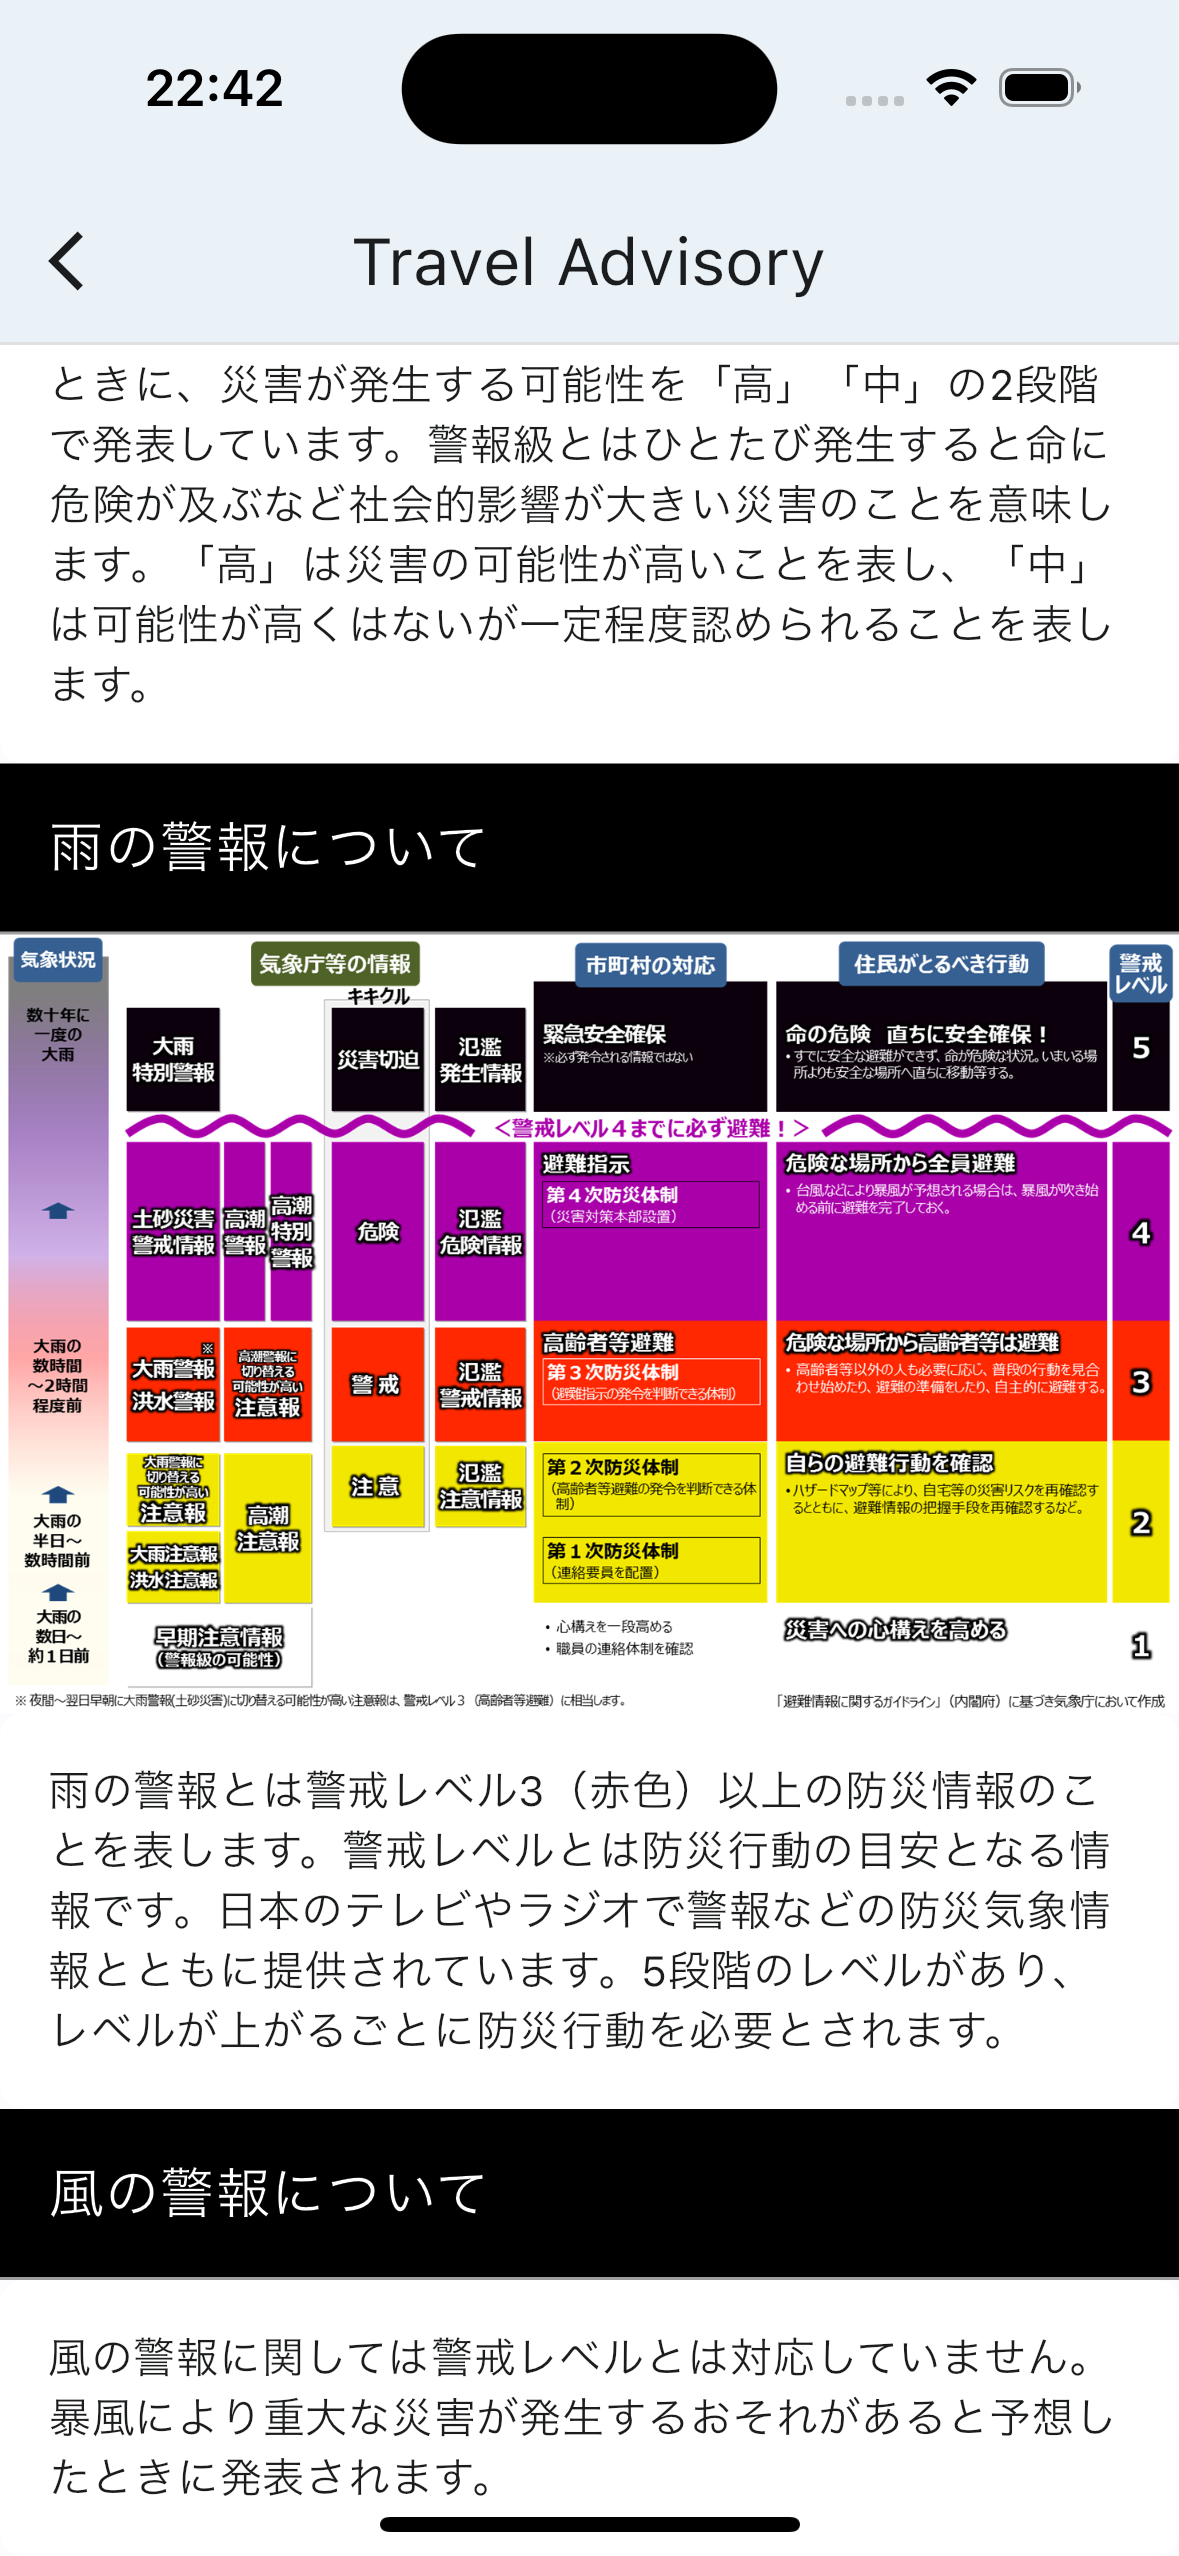 22:42
Travel Advisory
ときに、災害が発生する可能性を「高」「中」の2段階
で発表しています。警報級とはひとたび発生すると命に
危険が及ぶなど社会的影響が大きい災害のことを意味し
ます。「高」は災害の可能性が高いことを表し、「中」
は可能性が高くはないが一定程度認められることを表し
ます。
雨の警報について
気象状況
気象庁等の情報
市町村の対応
住民がとるべき行動
警戒
レベル
キキクル
数十年に
一度の
大雨
大雨
特別警報
災害切迫
氾濫
発生情報
緊急安全確保
※必ず発令される情報ではない
命の危険 直ちに安全確保！
・すでに安全な避難ができず、命が危険な状況。いまいる場
所よりも安全な場所へ直ちに移動等する。
5
＜警戒レベル４までに必ず避難！＞
土砂災害
警戒情報
高潮
警報
高潮
特別
警報
危険
氾濫
危険情報
避難指示
第４次防災体制
（災害対策本部設置）
危険な場所から全員避難
・台風などにより暴風が予想される場合は、暴風が吹き始
める前に避難を完了しておく。
4
大雨の
数時間
～2時間
程度前
※
大雨警報
洪水警報
高潮警報に
切り替える
可能性が高い
注意報
警戒
氾濫
警戒情報
高齢者等避難
第３次防災体制
（避難指示の発令を判断できる体制）
危険な場所から高齢者等は避難
・高齢者等以外の人も必要に応じ、普段の行動を見合
わせ始めたり、避難の準備をしたり、自主的に避難する。
3
大雨の
半日～
数時間前
大雨警報に
切り替える
可能性が高い
注意報
大雨注意報
洪水注意報
高潮
注意報
注意
氾濫
注意情報
第２次防災体制
（高齢者等避難の発令を判断できる体
制）
第１次防災体制
（連絡要員を配置）
自らの避難行動を確認
・ハザードマップ等により、自宅等の災害リスクを再確認す
るとともに、避難情報の把握手段を再確認するなど。
2
大雨の
数日～
約１日前
早期注意情報
（警報級の可能性）
・心構えを一段高める
・職員の連絡体制を確認
災害への心構えを高める
1
※ 夜間～翌日早朝に大雨警報(土砂災害)に切り替える可能性が高い注意報は、警戒レベル３（高齢者等避難）に相当します。
「避難情報に関するガイドライン」（内閣府）に基づき気象庁において作成
雨の警報とは警戒レベル3（赤色）以上の防災情報のこ
とを表します。警戒レベルとは防災行動の目安となる情
報です。日本のテレビやラジオで警報などの防災気象情
報とともに提供されています。5段階のレベルがあり、
レベルが上がるごとに防災行動を必要とされます。
風の警報について
風の警報に関しては警戒レベルとは対応していません。
暴風により重大な災害が発生するおそれがあると予想し
たときに発表されます。